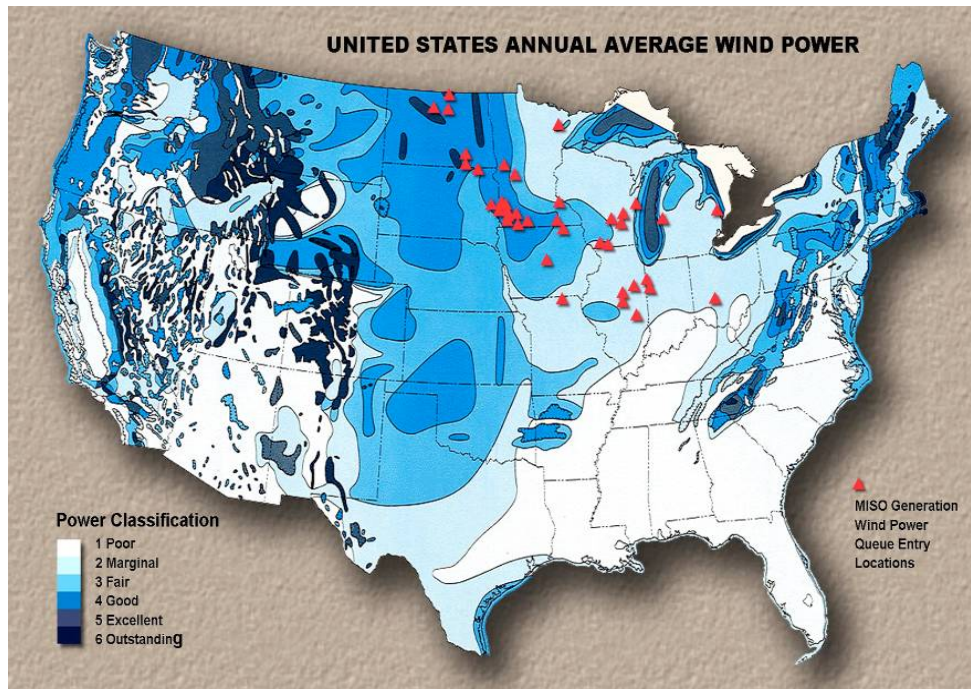 UNITED STATES ANNUAL AVERAGE WIND POWER
Power Classification
1 Poor
2 Marginal
3 Fair
4 Good
5 Excellent
6 Outstanding
MISO Generation
Wind Power
Queue Entry
Locations